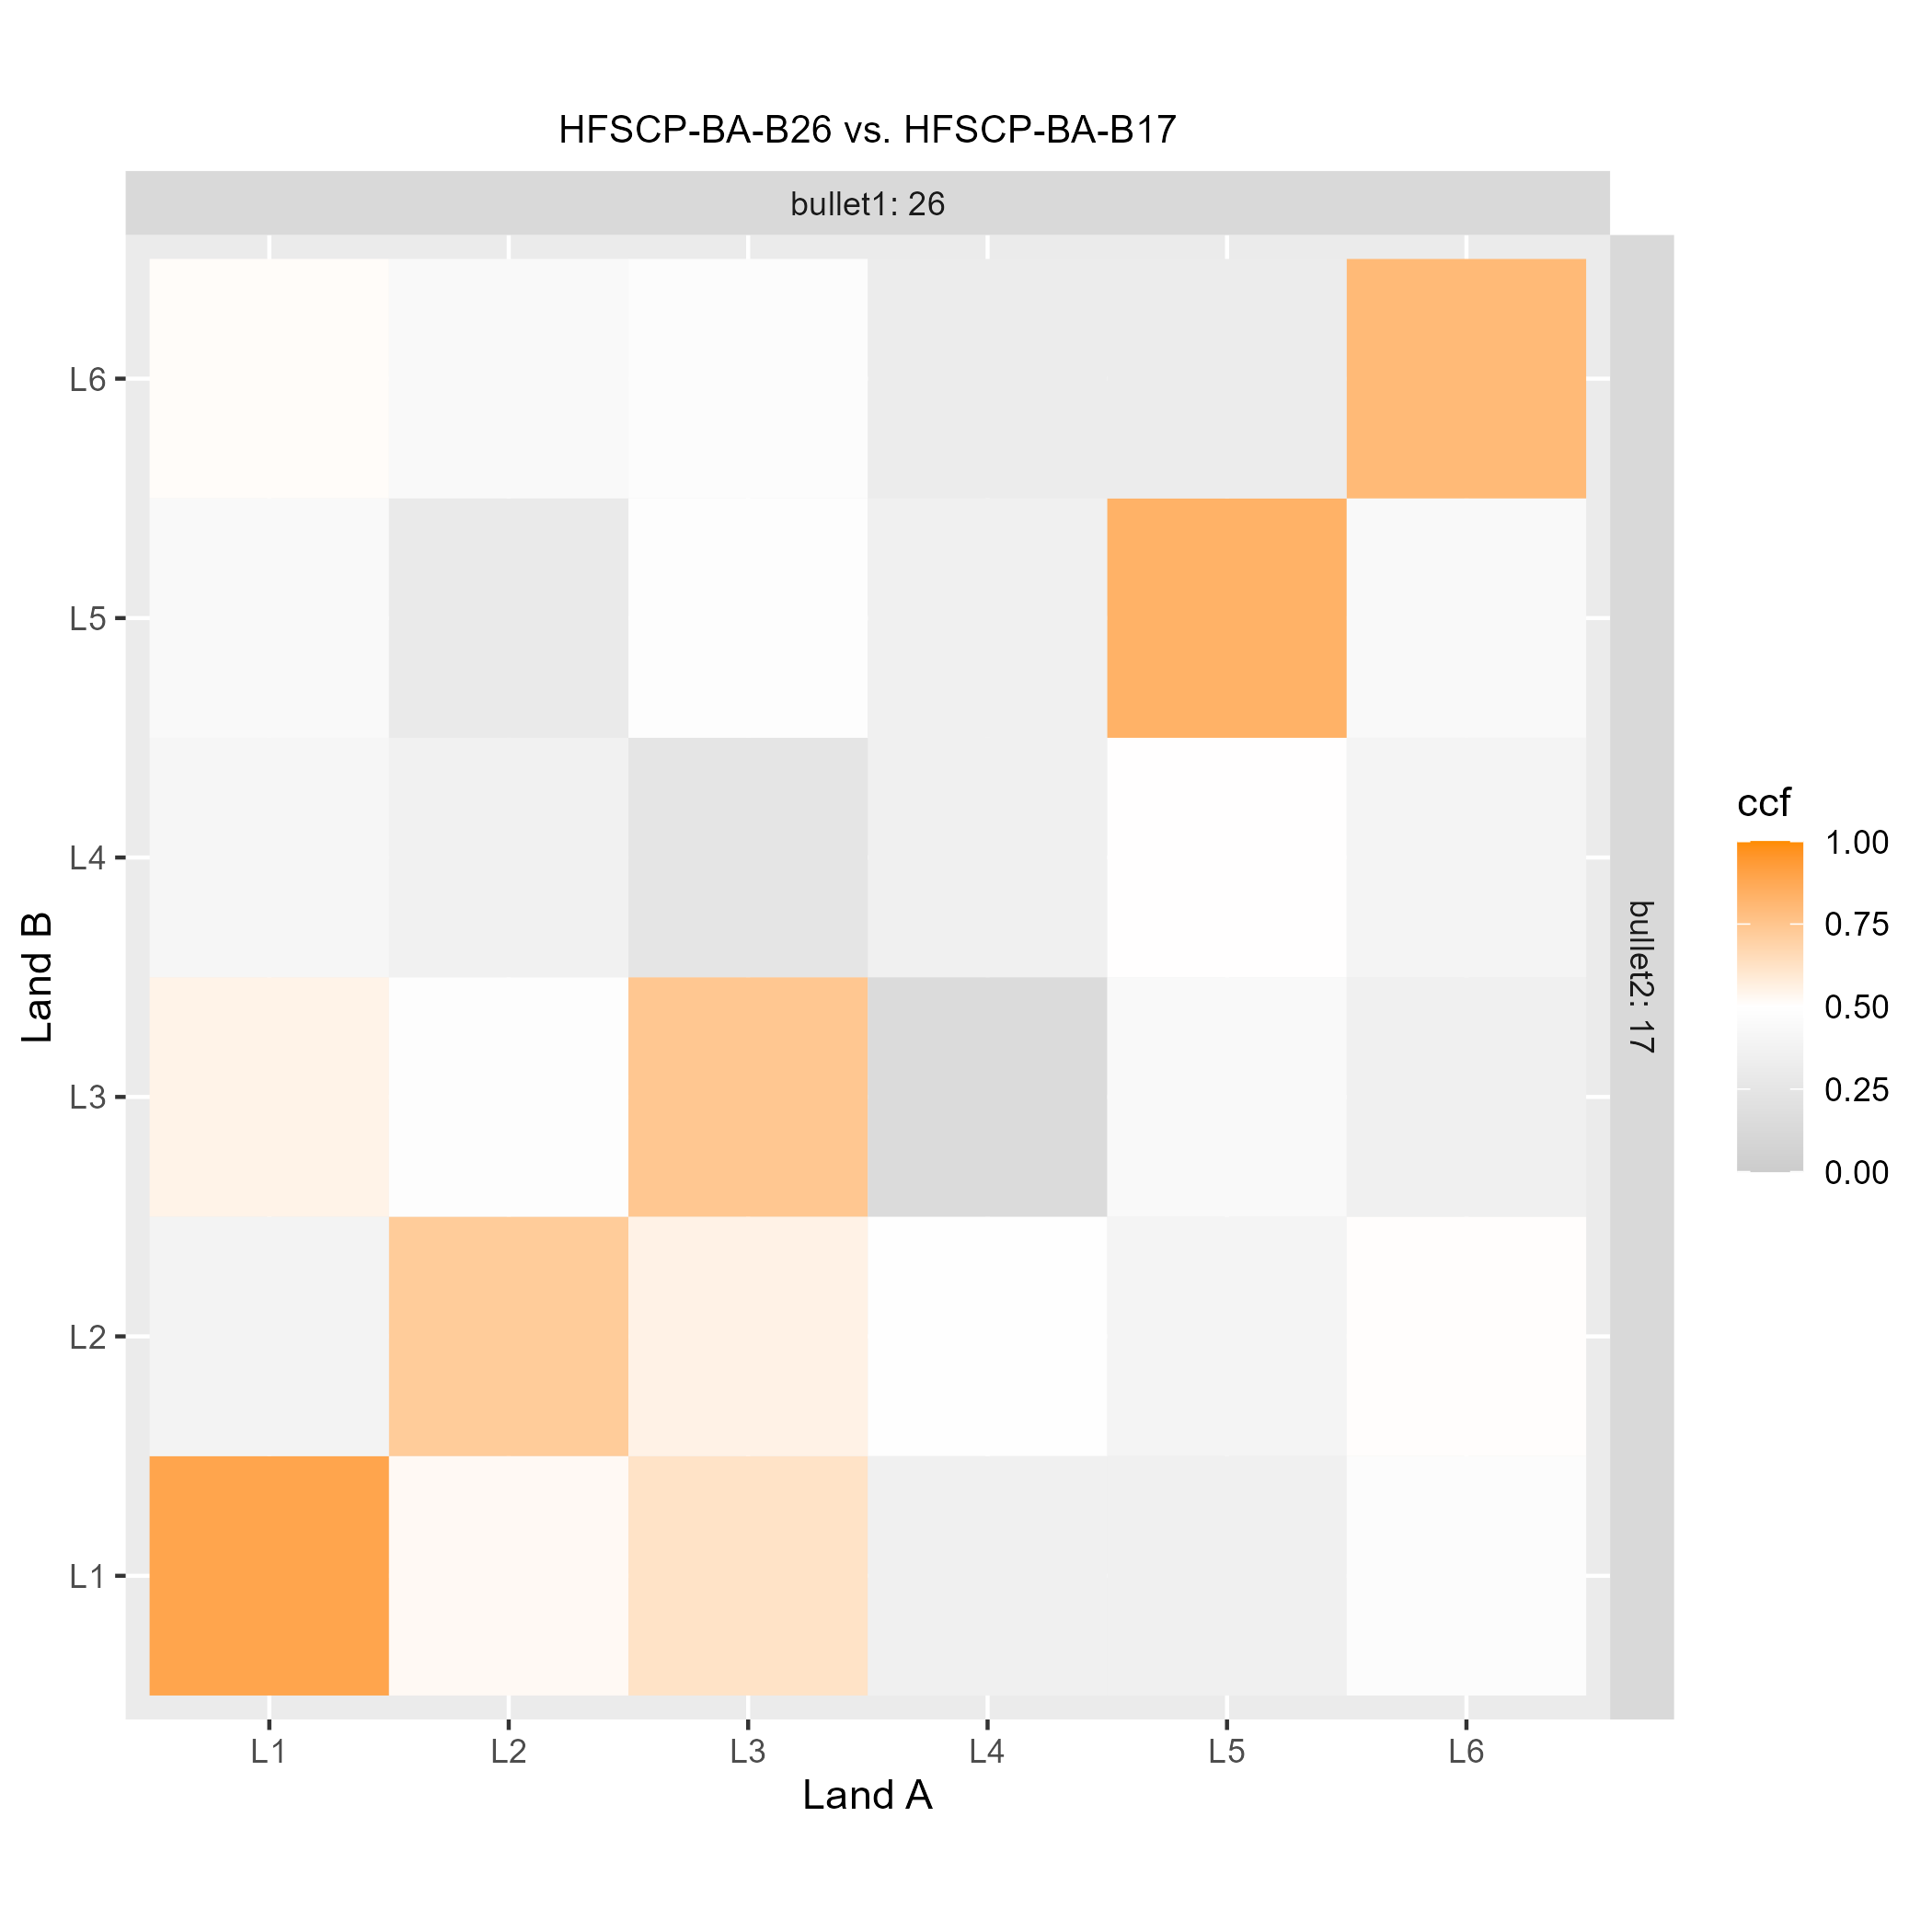 HFSCP-BA-B26 vs. HFSCP-BA-B17
bullet1: 26
L6
L5
L4
L3
L2
L1
Land B
bullet2: 17
L1 L2 L3 L4 L5 L6
Land A
ccf
1.00
0.75
0.50
0.25
0.00